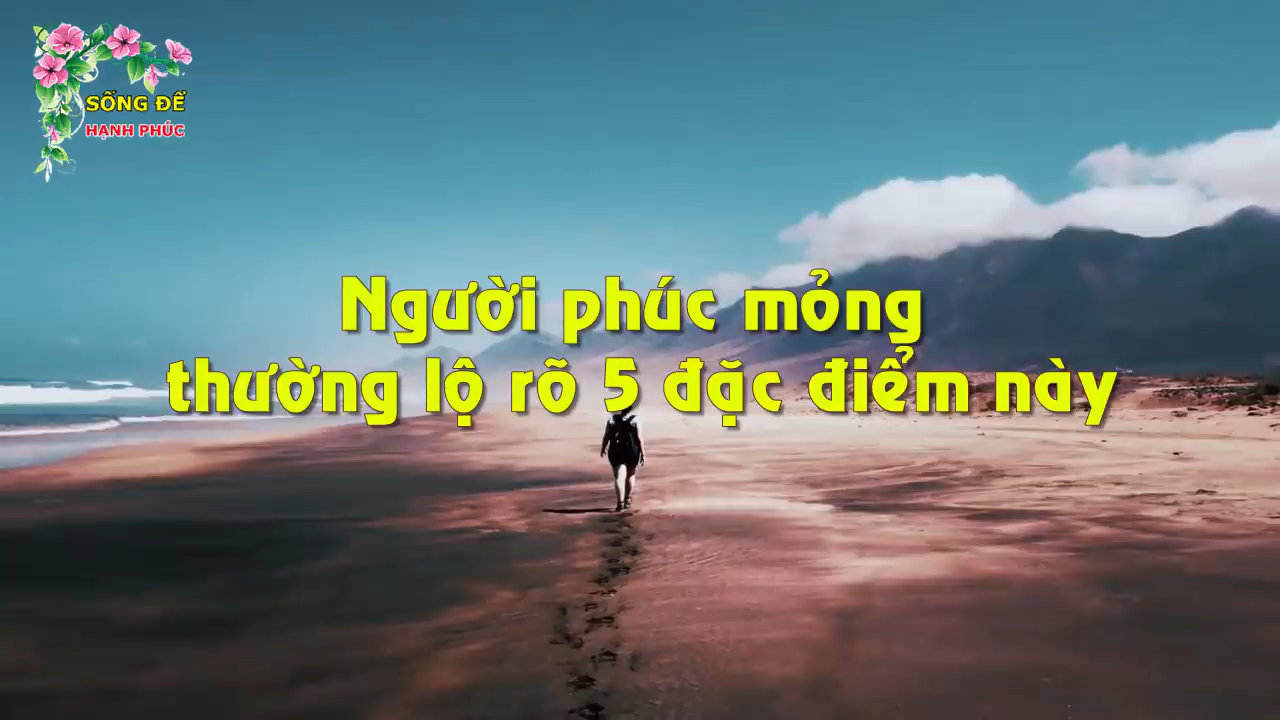 SỐNG ĐỂ
HẠNH PHÚC
Người phúc mỏng
thường lộ rõ 5 đặc điểm này